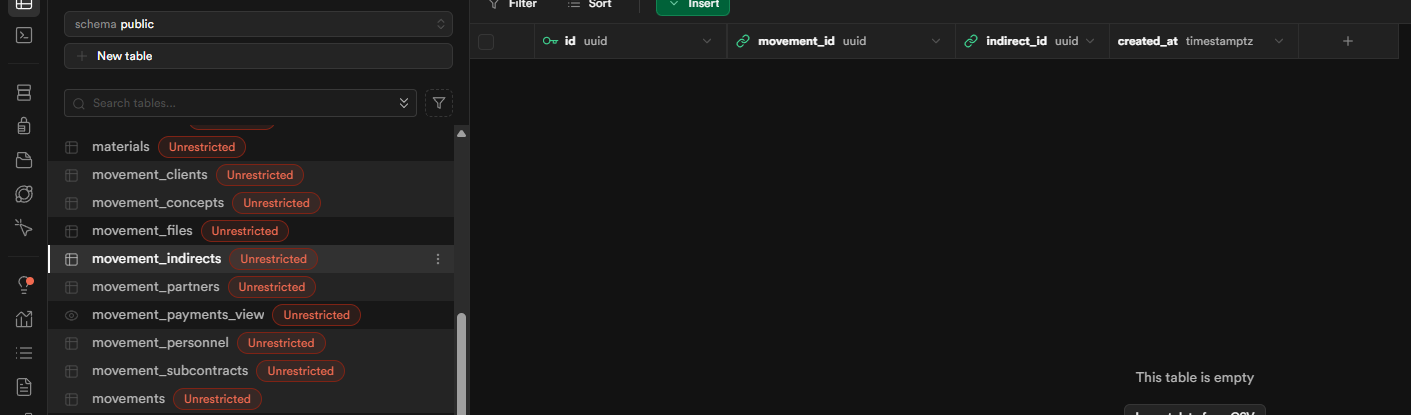 schema public
New table
Search tables...
materials Unrestricted
movement_clients Unrestricted
movement_concepts Unrestricted
movement_files Unrestricted
movement_indirects Unrestricted
movement_partners Unrestricted
movement_payments_view Unrestricted
movement_personnel Unrestricted
movement_subcontracts Unrestricted
movements Unrestricted
Filter Sort Insert
id uuid movement_id uuid indirect_id uuid created_at timestamptz
This table is empty